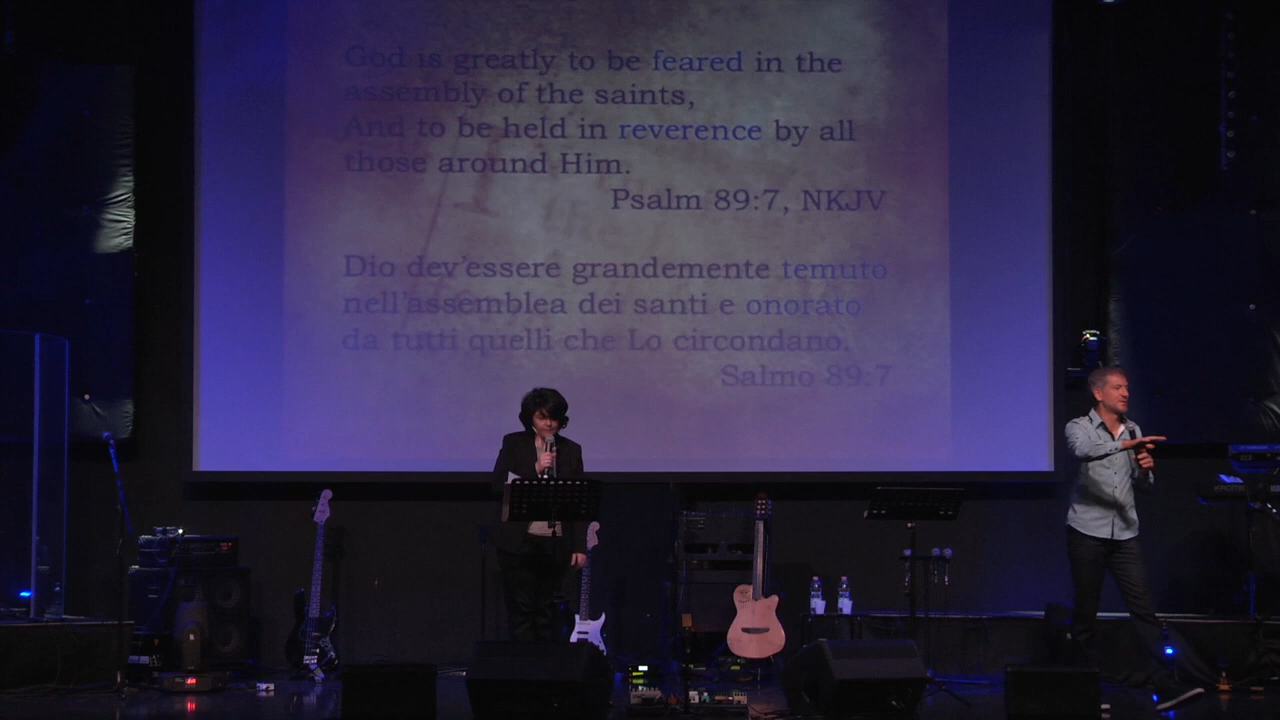 God is greatly to be feared in the
assembly of the saints,
And to be held in reverence by all
those around Him.
Psalm 89:7, NKJV
Dio dev'essere grandemente temuto
nell'assemblea dei santi e onorato
da tutti quelli che Lo circondano.
Salmo 89:7